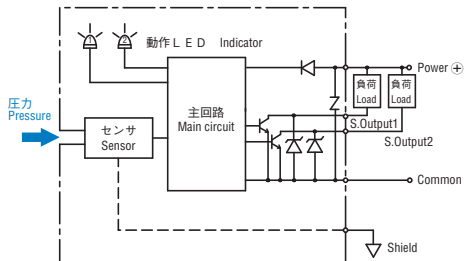 1
2
動作ＬＥＤ Indicator
Power ⊕
負荷
Load
負荷
Load
圧力
Pressure
センサ
Sensor
主回路
Main circuit
S.Output1
S.Output2
Common
Shield